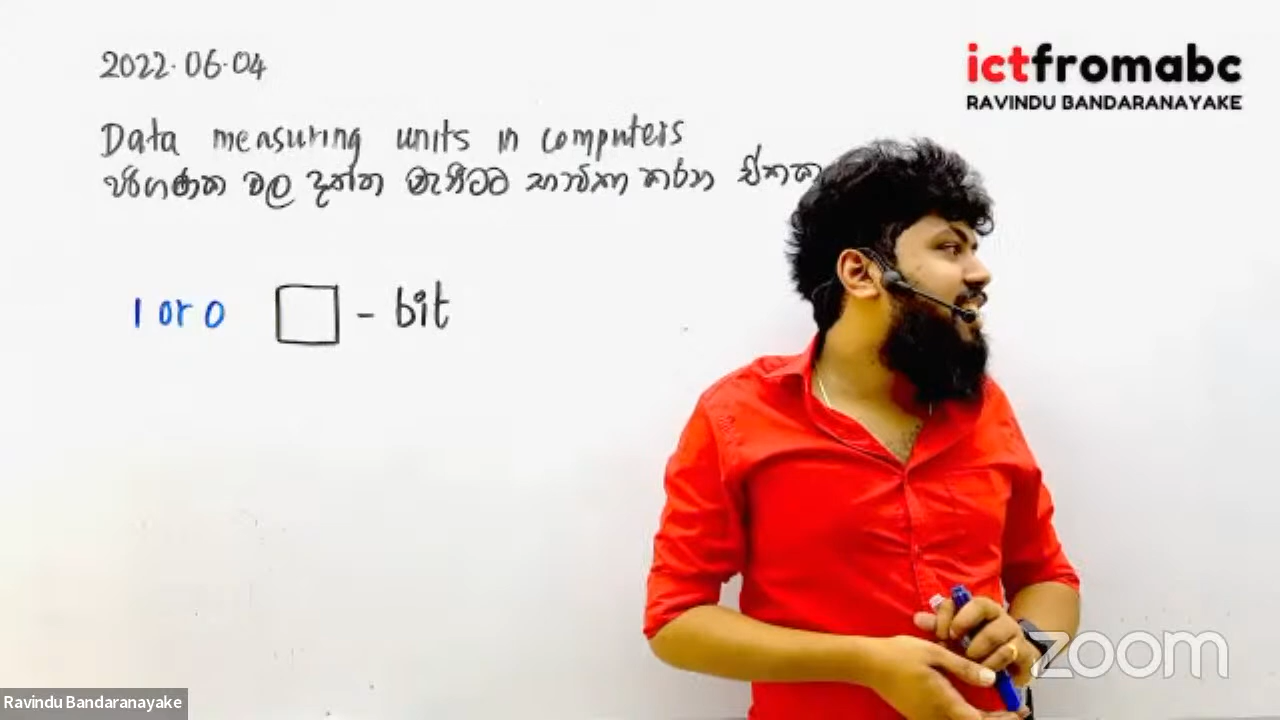 2022.06.04
ictfromabc
RAVINDU BANDARANAYAKE
Data measuring units in computers
පරිගණක වල දත්ත මැනීමට භාවිතා කරන ඒකක
1 or 0 - bit
zoom
Ravindu Bandaranayake